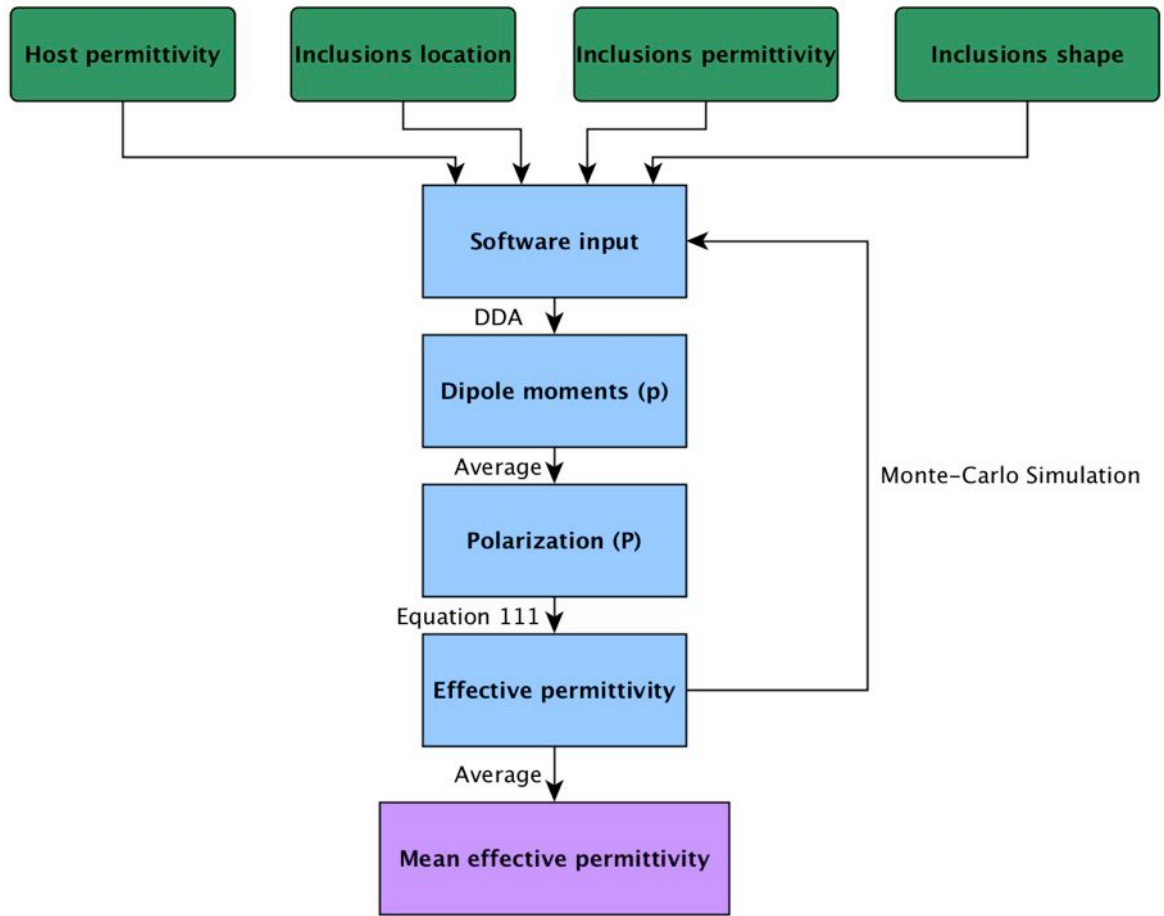 Host permittivity
Inclusions location
Inclusions permittivity
Inclusions shape
Software input
DDA
Dipole moments (p)
Average
Monte-Carlo Simulation
Polarization (P)
Equation 111
Effective permittivity
Average
Mean effective permittivity